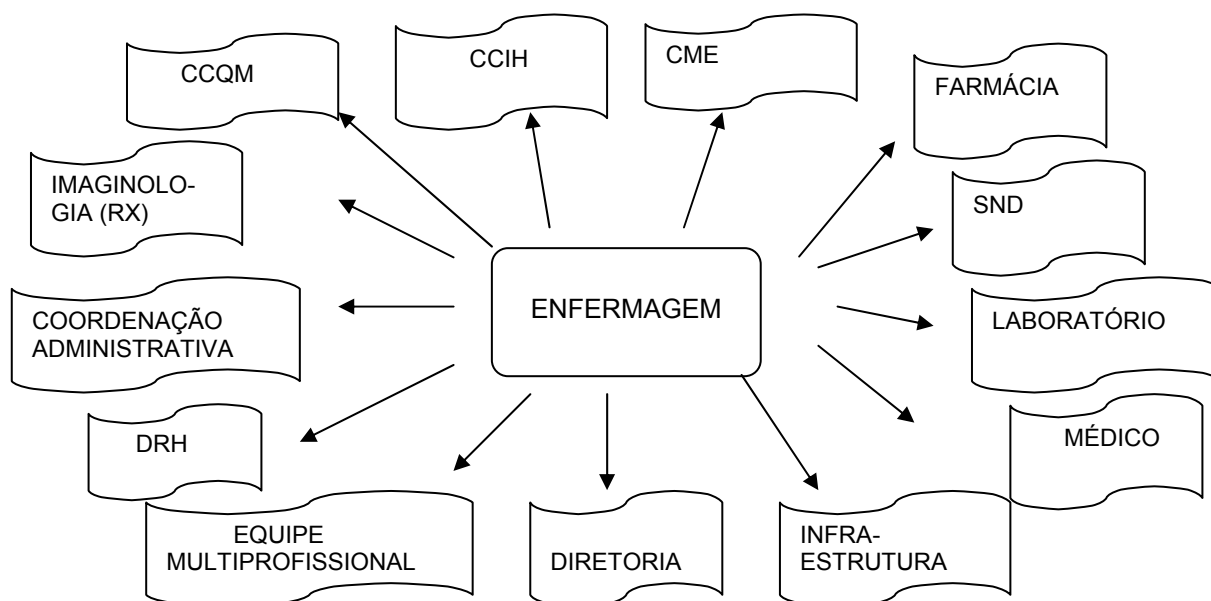 CCQM
CCIH
CME
FARMÁCIA
IMAGINOLO-
GIA (RX)
SND
ENFERMAGEM
COORDENAÇÃO
ADMINISTRATIVA
LABORATÓRIO
DRH
MÉDICO
EQUIPE
MULTIPROFISSIONAL
DIRETORIA
INFRA-
ESTRUTURA